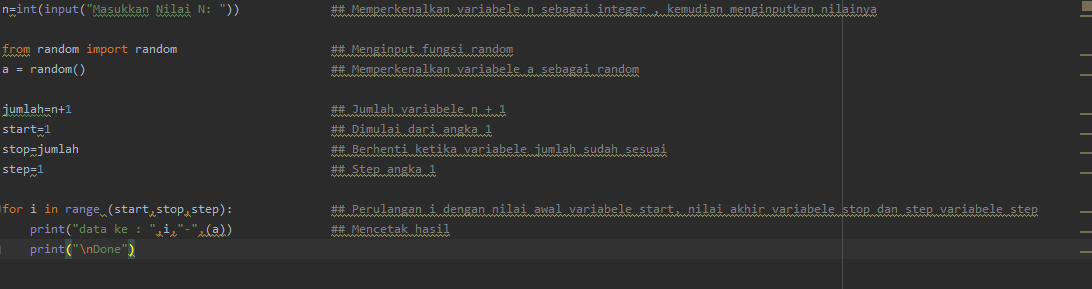 n=int(input("Masukkan Nilai N: ")) ## Memperkenalkan variabele n sebagai integer , kemudian menginputkan nilainya
from random import random ## Menginput fungsi random
a = random() ## Memperkenalkan variabele a sebagai random
jumlah=n+1 ## Jumlah variabele n + 1
start=1 ## Dimulai dari angka 1
stop=jumlah ## Berhenti ketika variabele jumlah sudah sesuai
step=1 ## Step angka 1
for i in range (start,stop,step): ## Perulangan i dengan nilai awal variabele start, nilai akhir variabele stop dan step variabele step
print("data ke : ",i,"-",(a)) ## Mencetak hasil
print("\nDone")